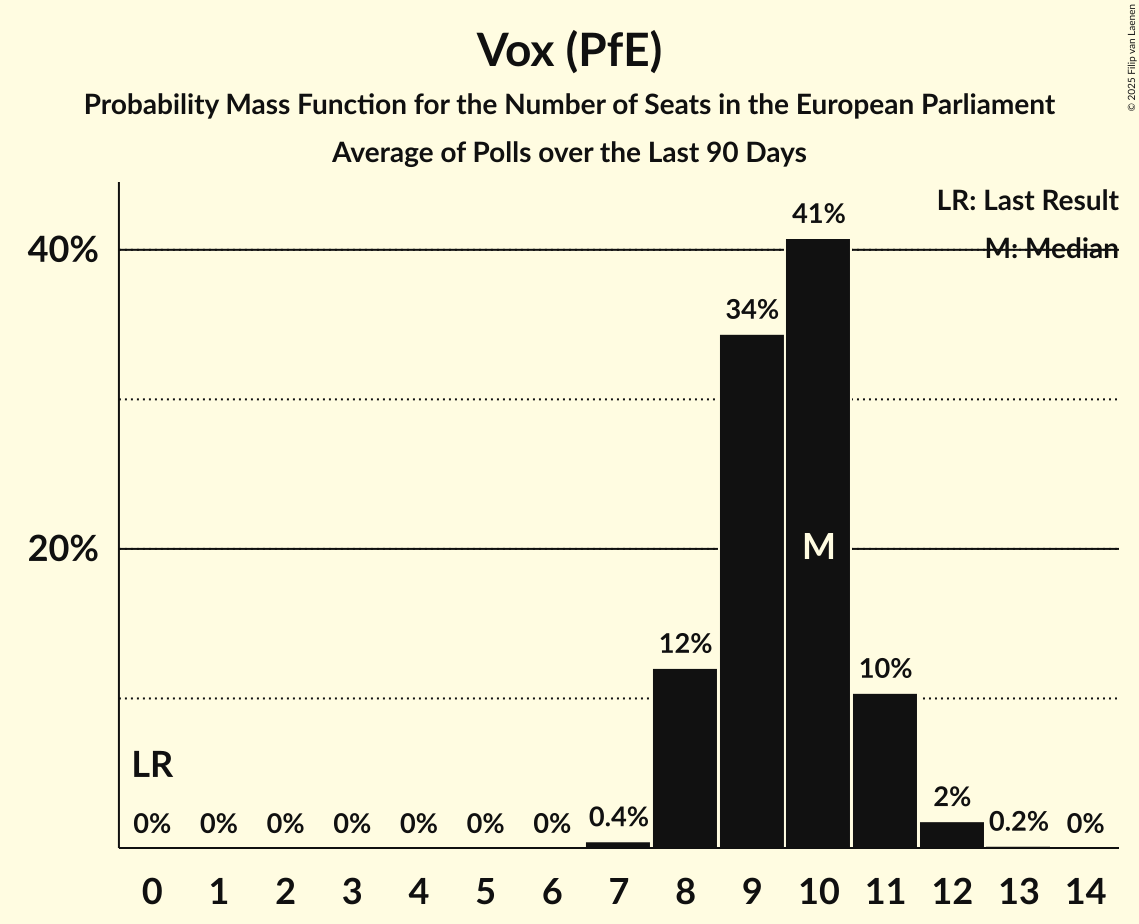 Vox (PfE)
Probability Mass Function for the Number of Seats in the European Parliament
Average of Polls over the Last 90 Days
© 2025 Filip van Laenen
LR: Last Result
M: Median
40%
20%
41%
34%
12%
10%
2%
0.4%
0.2%
M
LR
0% 0% 0% 0% 0% 0% 0% 0%
0 1 2 3 4 5 6 7 8 9 10 11 12 13 14